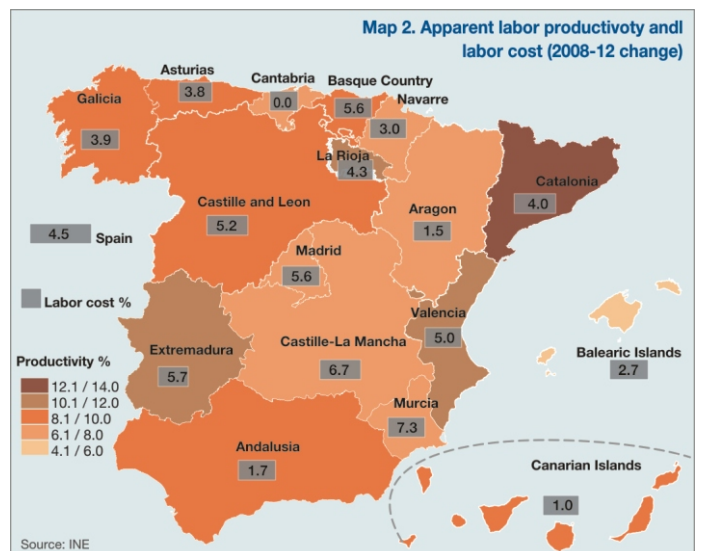 Map 2. Apparent labor productivoty andl
labor cost (2008-12 change)
Asturias
3.8
Cantabria
0.0
Basque Country
5.6
Navarre
3.0
Galicia
3.9
La Rioja
4.3
Catalonia
4.0
Castille and Leon
5.2
Aragon
1.5
4.5 Spain
Madrid
5.6
Labor cost %
Valencia
5.0
Extremadura
5.7
Castille-La Mancha
6.7
Balearic Islands
2.7
Productivity %
12.1 / 14.0
10.1 / 12.0
8.1 / 10.0
6.1 / 8.0
4.1 / 6.0
Murcia
7.3
Andalusia
1.7
Canarian Islands
1.0
Source: INE